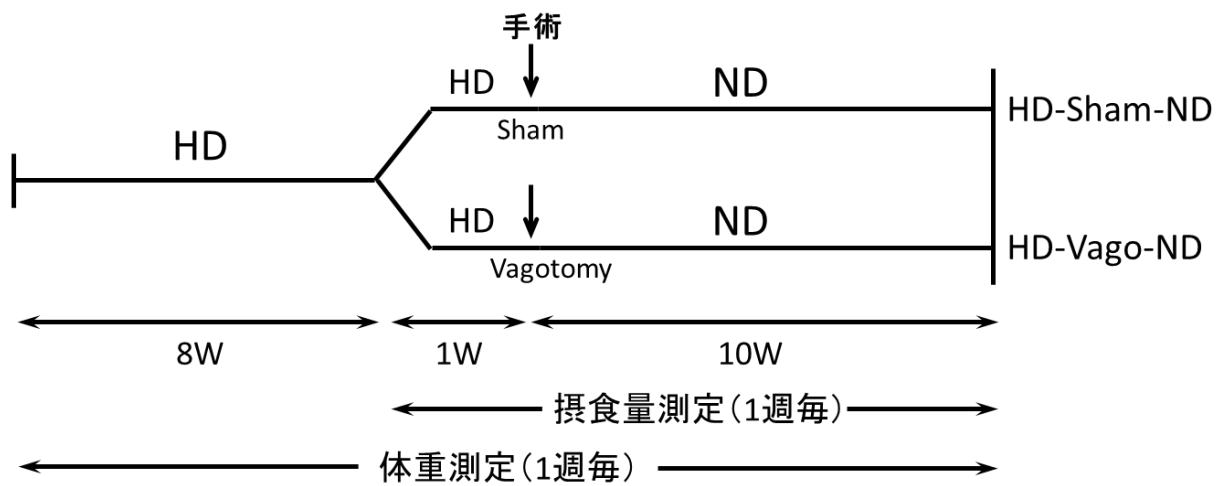 手術
HD ND
Sham
HD-Sham-ND
HD
HD ND
Vagotomy
HD-Vago-ND
8W 1W 10W
摂食量測定(1週毎)
体重測定(1週毎)